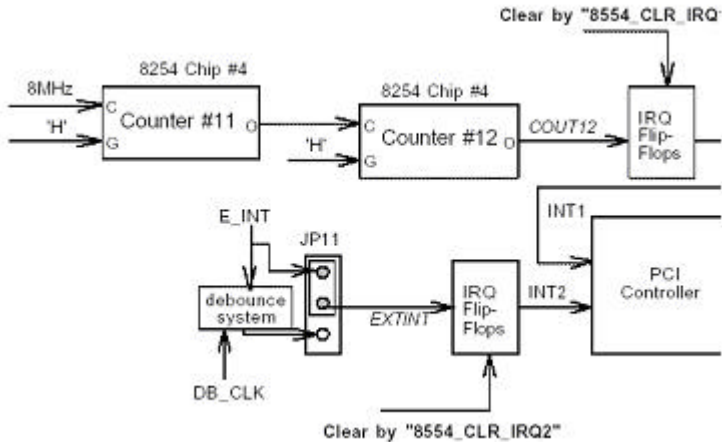 Clear by "8554_CLR_IRQ
8254 Chip #4
8MHz
8254 Chip #4
C
Counter #11
O
'H'
G
C
Counter #12
O
COUT12
'H'
G
IRQ
Flip-
Flops
INT1
E_INT
JP11
PCI
Controller
debounce
system
IRQ
Flip-
Flops
INT2
EXTINT
DB_CLK
Clear by "8554_CLR_IRQ2"